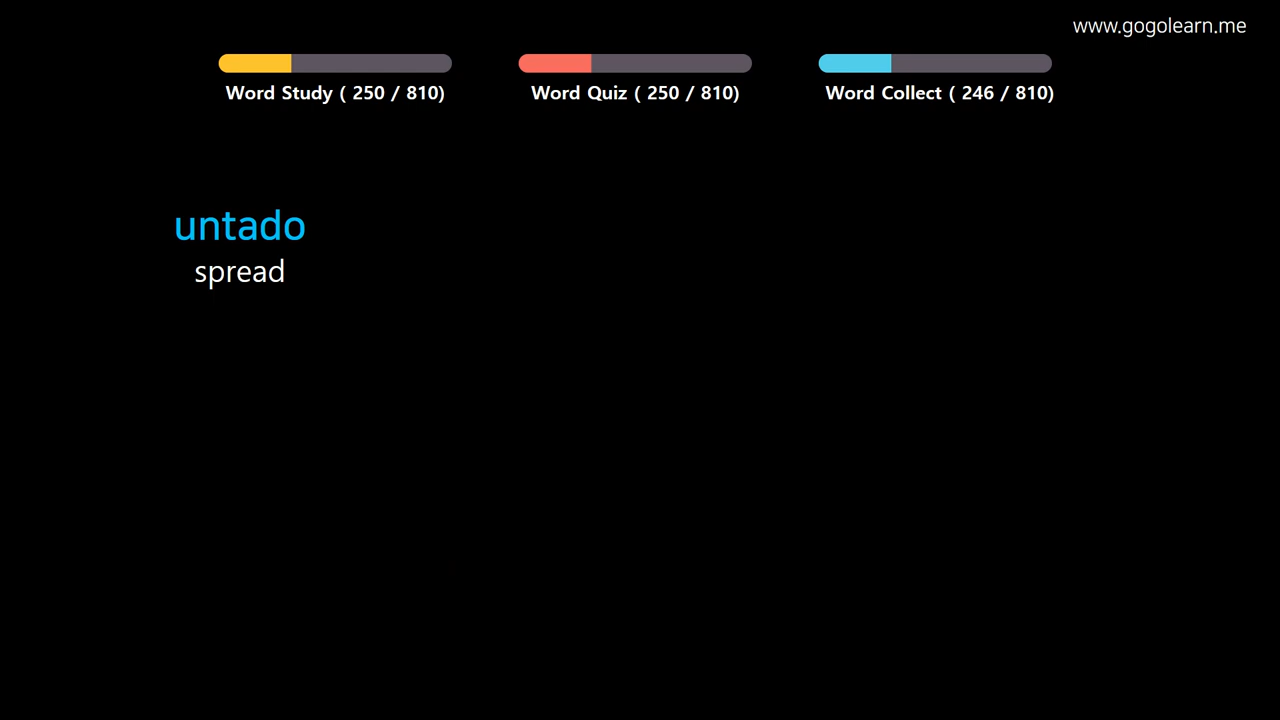 www.gogolearn.me
Word Study ( 250 / 810)
Word Quiz ( 250 / 810)
Word Collect ( 246 / 810)
untado
spread